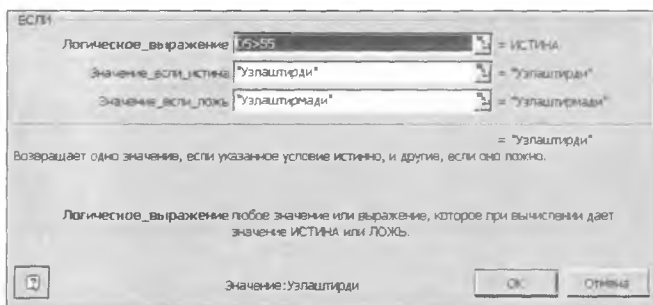 ЕСЛИ
Логическое_выражение D5>55 = ИСТИНА
Значение_если_истина "Узлаштирди" = "Узлаштирди"
Значение_если_ложь "Узлаштирмади" = "Узлаштирмади"
= "Узлаштирди"
Возвращает одно значение, если указанное условие истинно, и другие, если оно ложно.
Логическое_выражение любое значение или выражение, которое при вычислении дает
значение ИСТИНА или ЛОЖЬ.
Значение:Узлаштирди
ОК
Отмена